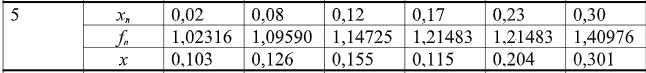 5 xₙ 0,02 0,08 0,12 0,17 0,23 0,30
fₙ 1,02316 1,09590 1,14725 1,21483 1,21483 1,40976
x 0,103 0,126 0,155 0,115 0,204 0,301